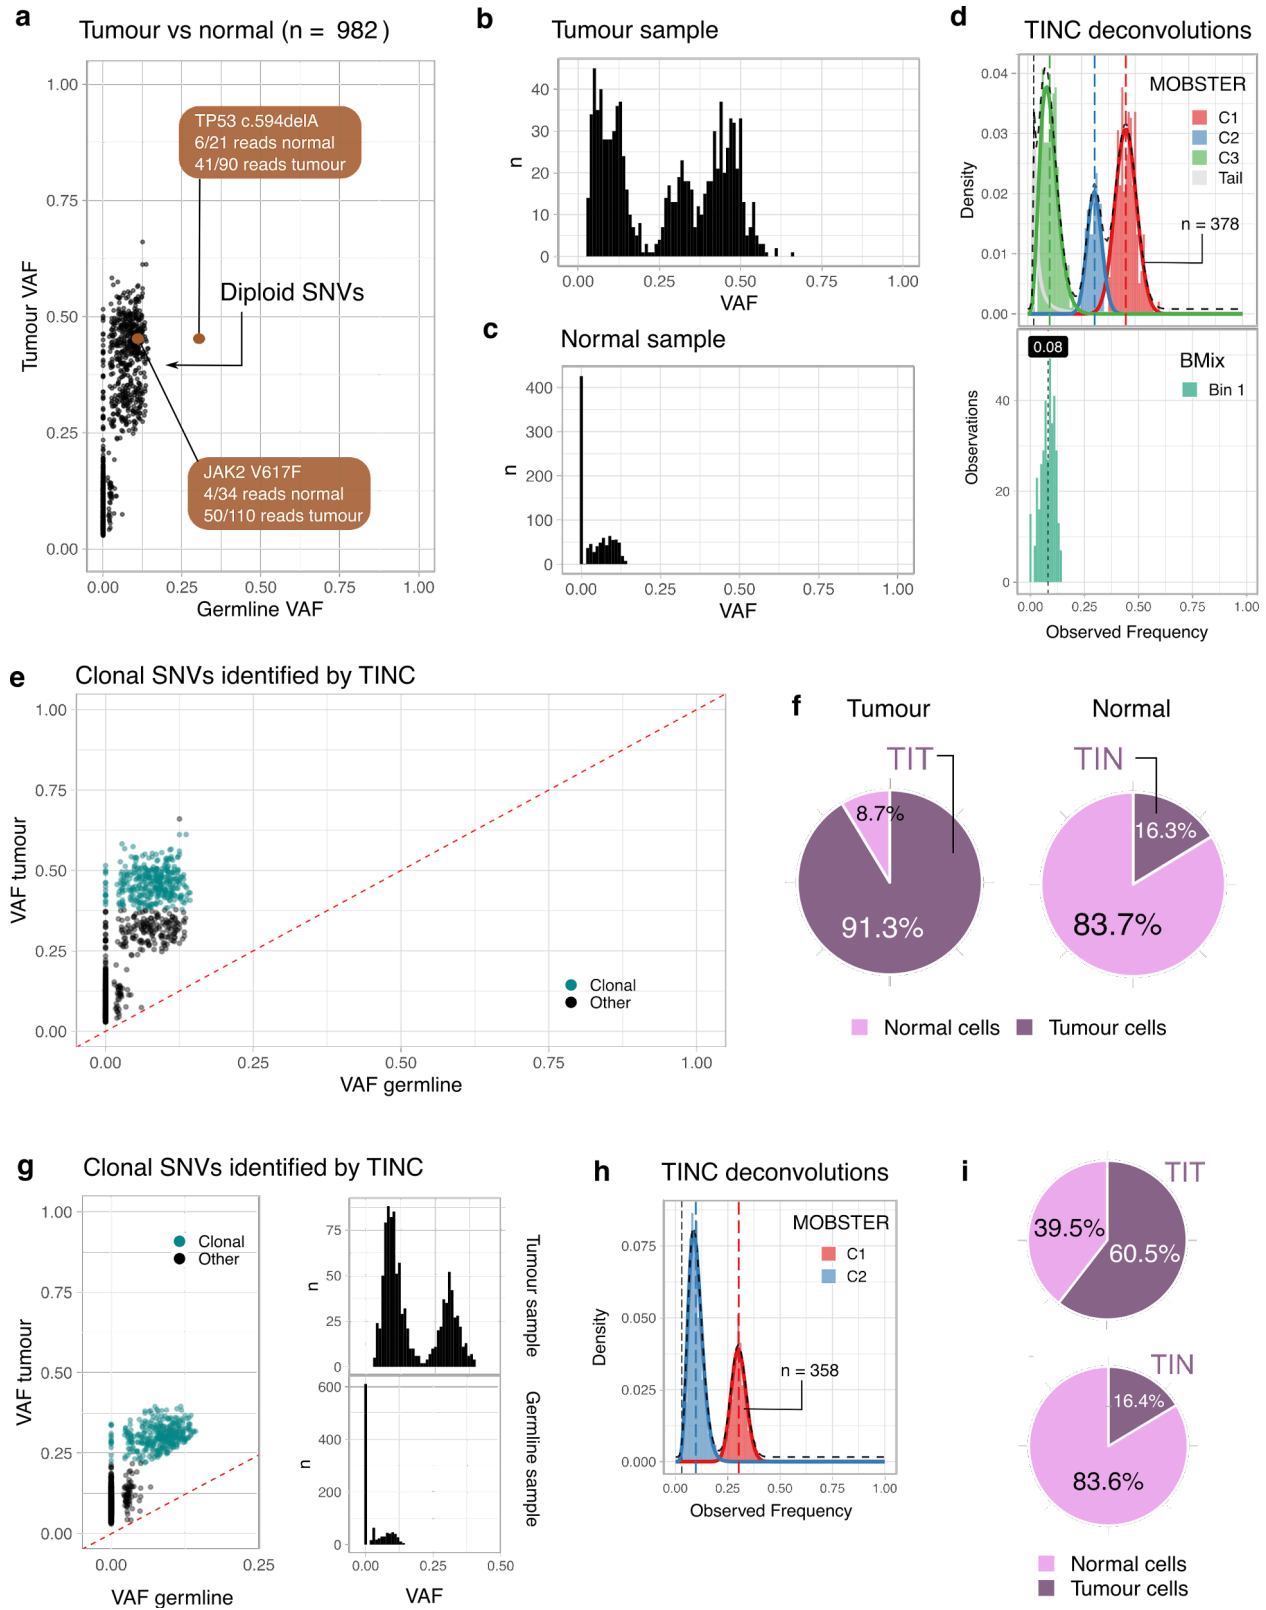 a
Tumour vs normal (n = 982 )
1.00
0.75
0.50
0.25
0.00
Tumour VAF
TP53 c.594delA
6/21 reads normal
41/90 reads tumour
Diploid SNVs
JAK2 V617F
4/34 reads normal
50/110 reads tumour
0.00 0.25 0.50 0.75 1.00
Germline VAF
b
Tumour sample
40
30
20
10
0
n
0.00 0.25 0.50 0.75 1.00
VAF
c
Normal sample
400
300
200
100
0
n
0.00 0.25 0.50 0.75 1.00
VAF
d
TINC deconvolutions
0.04
0.03
0.02
0.01
0.00
Density
MOBSTER
C1
C2
C3
Tail
n = 378
0.08
BMix
Bin 1
40
20
0
Observations
0.00 0.25 0.50 0.75 1.00
Observed Frequency
e
Clonal SNVs identified by TINC
1.00
0.75
0.50
0.25
0.00
VAF tumour
Clonal
Other
0.00 0.25 0.50 0.75 1.00
VAF germline
f
Tumour
Normal
TIT
8.7%
91.3%
TIN
16.3%
83.7%
Normal cells
Tumour cells
g
Clonal SNVs identified by TINC
1.00
0.75
0.50
0.25
0.00
VAF tumour
Clonal
Other
0.00 0.25
VAF germline
75
50
25
0
n
Tumour sample
600
400
200
0
n
Germline sample
0.00 0.25 0.50
VAF
h
TINC deconvolutions
0.075
0.050
0.025
0.000
Density
MOBSTER
C1
C2
n = 358
0.00 0.25 0.50 0.75 1.00
Observed Frequency
i
TIT
39.5%
60.5%
TIN
16.4%
83.6%
Normal cells
Tumour cells